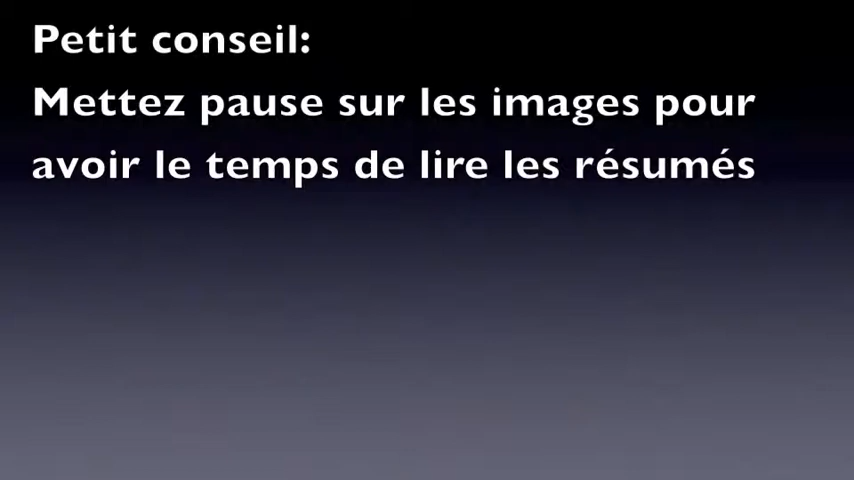 Petit conseil:
Mettez pause sur les images pour
avoir le temps de lire les résumés